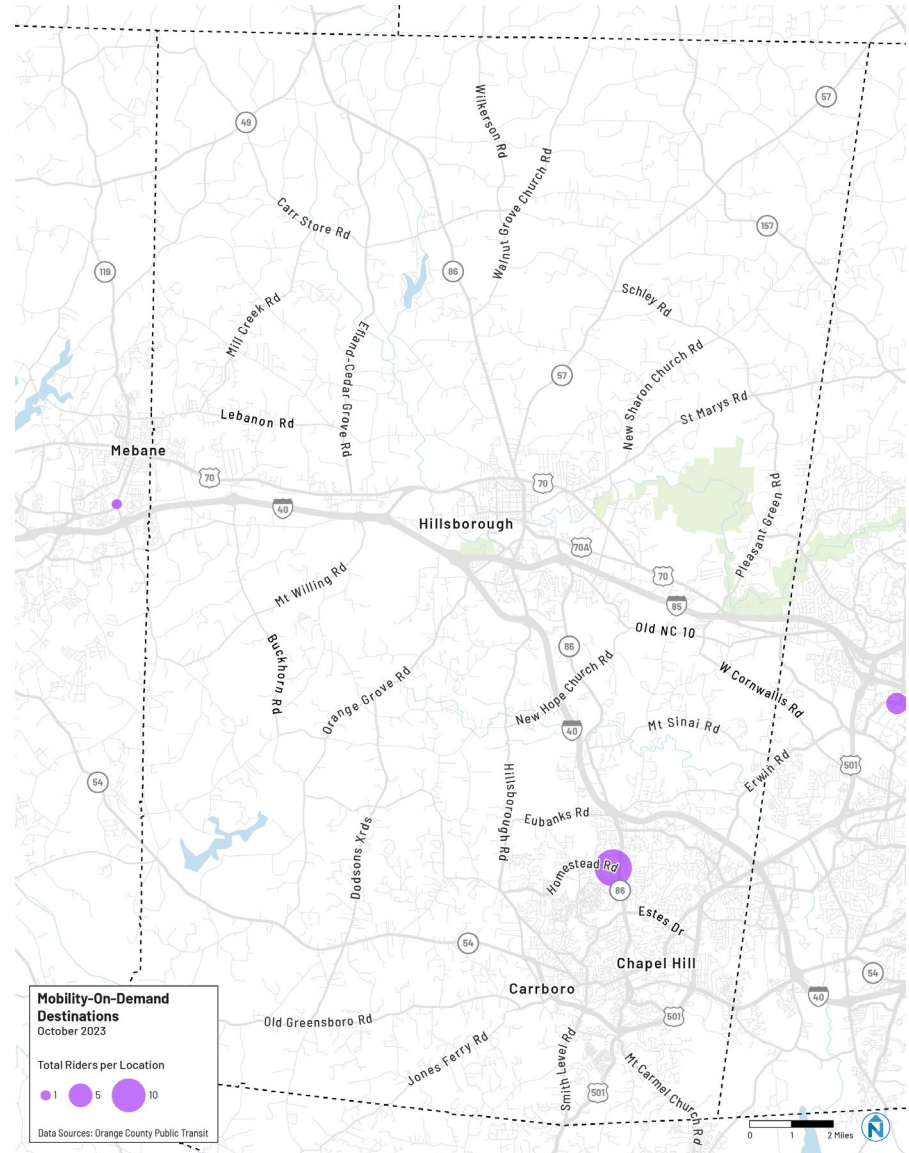 57
49
Wilkerson Rd
Walnut Grove Church Rd
Carr Store Rd
157
119
86
Schley Rd
Mill Creek Rd
Efland-Cedar Grove Rd
57
New Sharon Church Rd
St Marys Rd
Lebanon Rd
Mebane
70
70
40
Pleasant Green Rd
Hillsborough
70A
70
Mt Willing Rd
85
Old NC 10
86
Buckhorn Rd
New Hope Church Rd
W Cornwallis Rd
Orange Grove Rd
Mt Sinai Rd
40
501
Erwin Rd
54
Hillsborough Rd
Eubanks Rd
Dodsons Xrds
Homestead Rd
86
Estes Dr
54
Chapel Hill
54
Carrboro
40
501
Old Greensboro Rd
Jones Ferry Rd
Smith Level Rd
501
Mt Carmel Church Rd
Mobility-On-Demand
Destinations
October 2023
Total Riders per Location
1 5 10
Data Sources: Orange County Public Transit
0 1 2 Miles
N